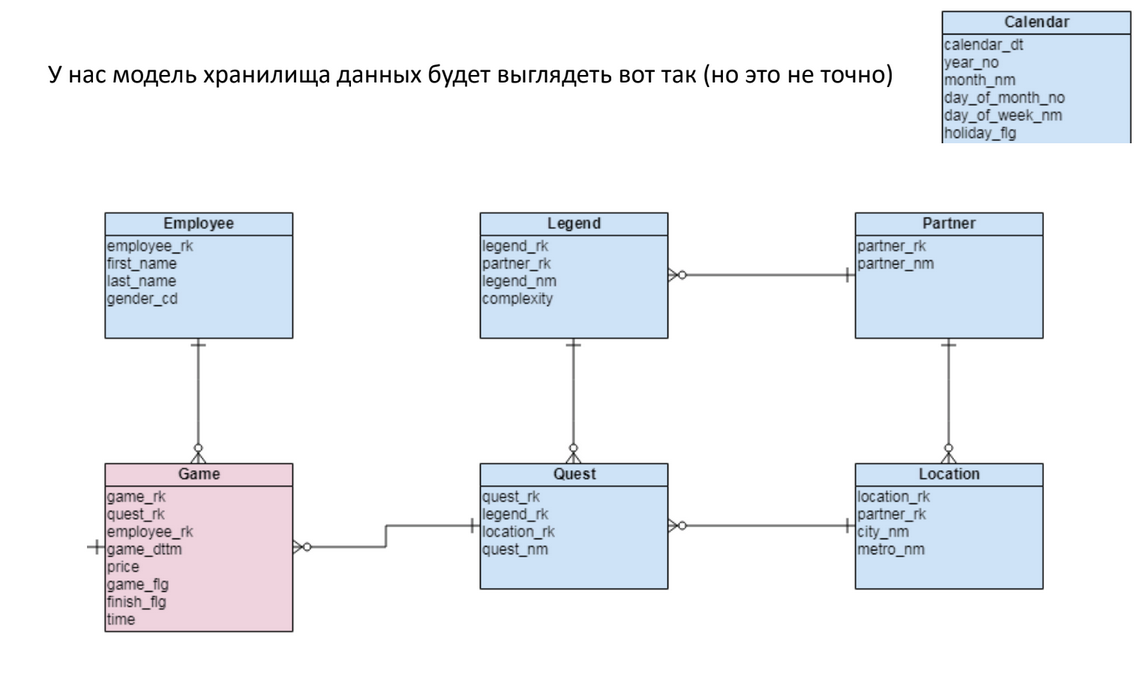 У нас модель хранилища данных будет выглядеть вот так (но это не точно)
Calendar
calendar_dt
year_no
month_nm
day_of_month_no
day_of_week_nm
holiday_flg
Employee
employee_rk
first_name
last_name
gender_cd
Legend
legend_rk
partner_rk
legend_nm
complexity
Partner
partner_rk
partner_nm
Game
game_rk
quest_rk
employee_rk
game_dttm
price
game_flg
finish_flg
time
Quest
quest_rk
legend_rk
location_rk
quest_nm
Location
location_rk
partner_rk
city_nm
metro_nm